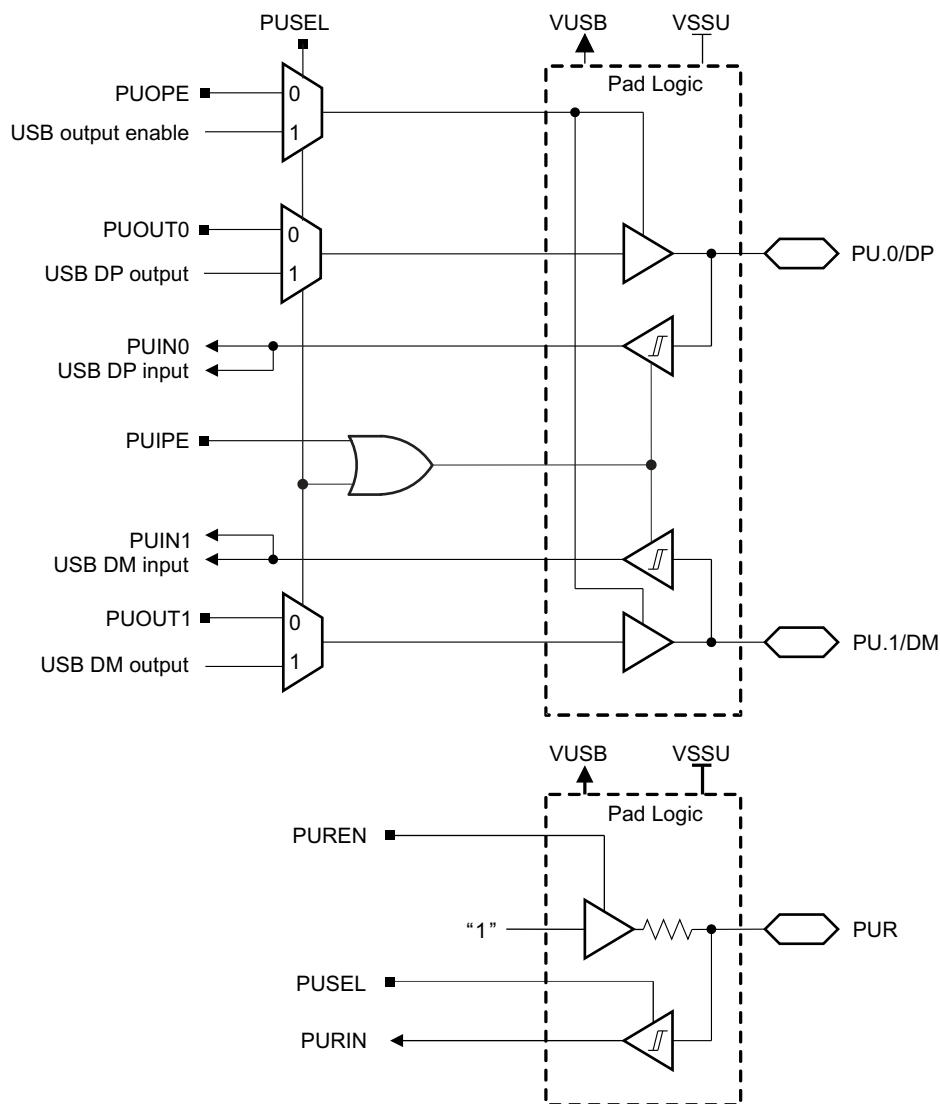 PUSEL
VUSB
VSSU
Pad Logic
PUOPE
0
USB output enable
1
PUOUT0
0
USB DP output
1
PU.0/DP
PUIN0
USB DP input
PUIPE
PUIN1
USB DM input
PUOUT1
0
USB DM output
1
PU.1/DM
VUSB
VSSU
Pad Logic
PUREN
“1”
PUR
PUSEL
PURIN